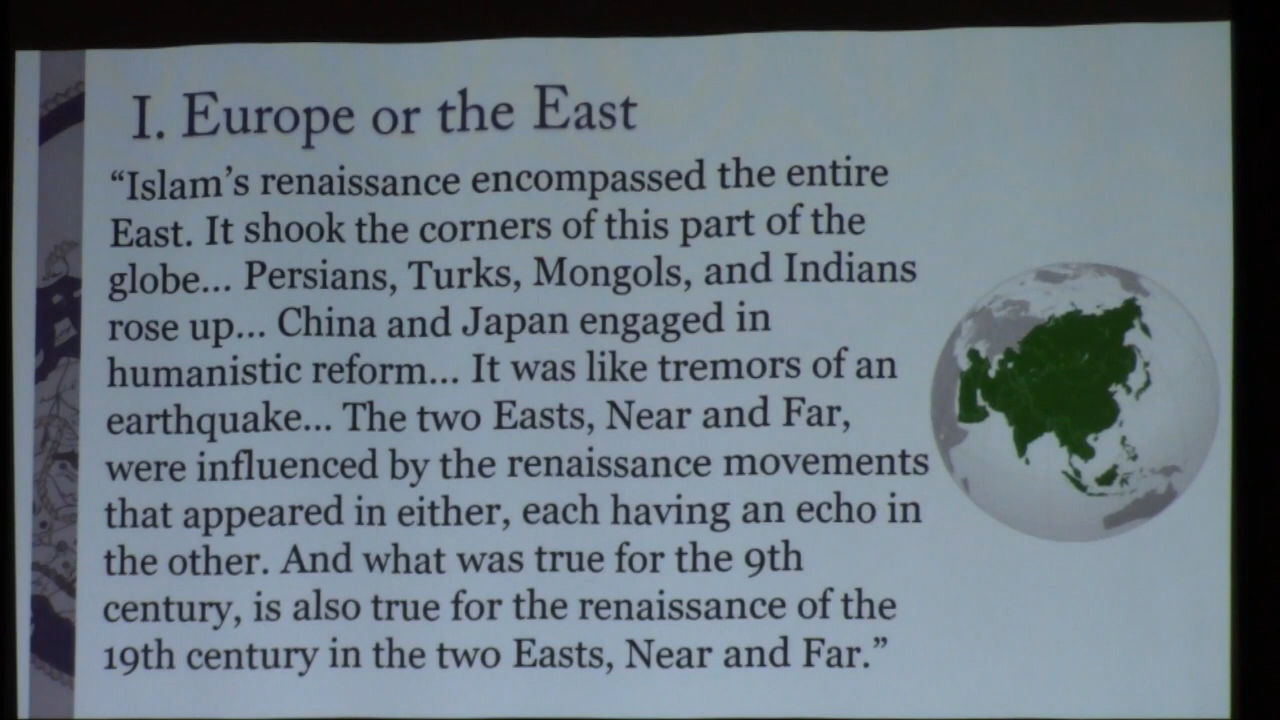 I. Europe or the East
“Islam’s renaissance encompassed the entire
East. It shook the corners of this part of the
globe... Persians, Turks, Mongols, and Indians
rose up... China and Japan engaged in
humanistic reform... It was like tremors of an
earthquake... The two Easts, Near and Far,
were influenced by the renaissance movements
that appeared in either, each having an echo in
the other. And what was true for the 9th
century, is also true for the renaissance of the
19th century in the two Easts, Near and Far.”